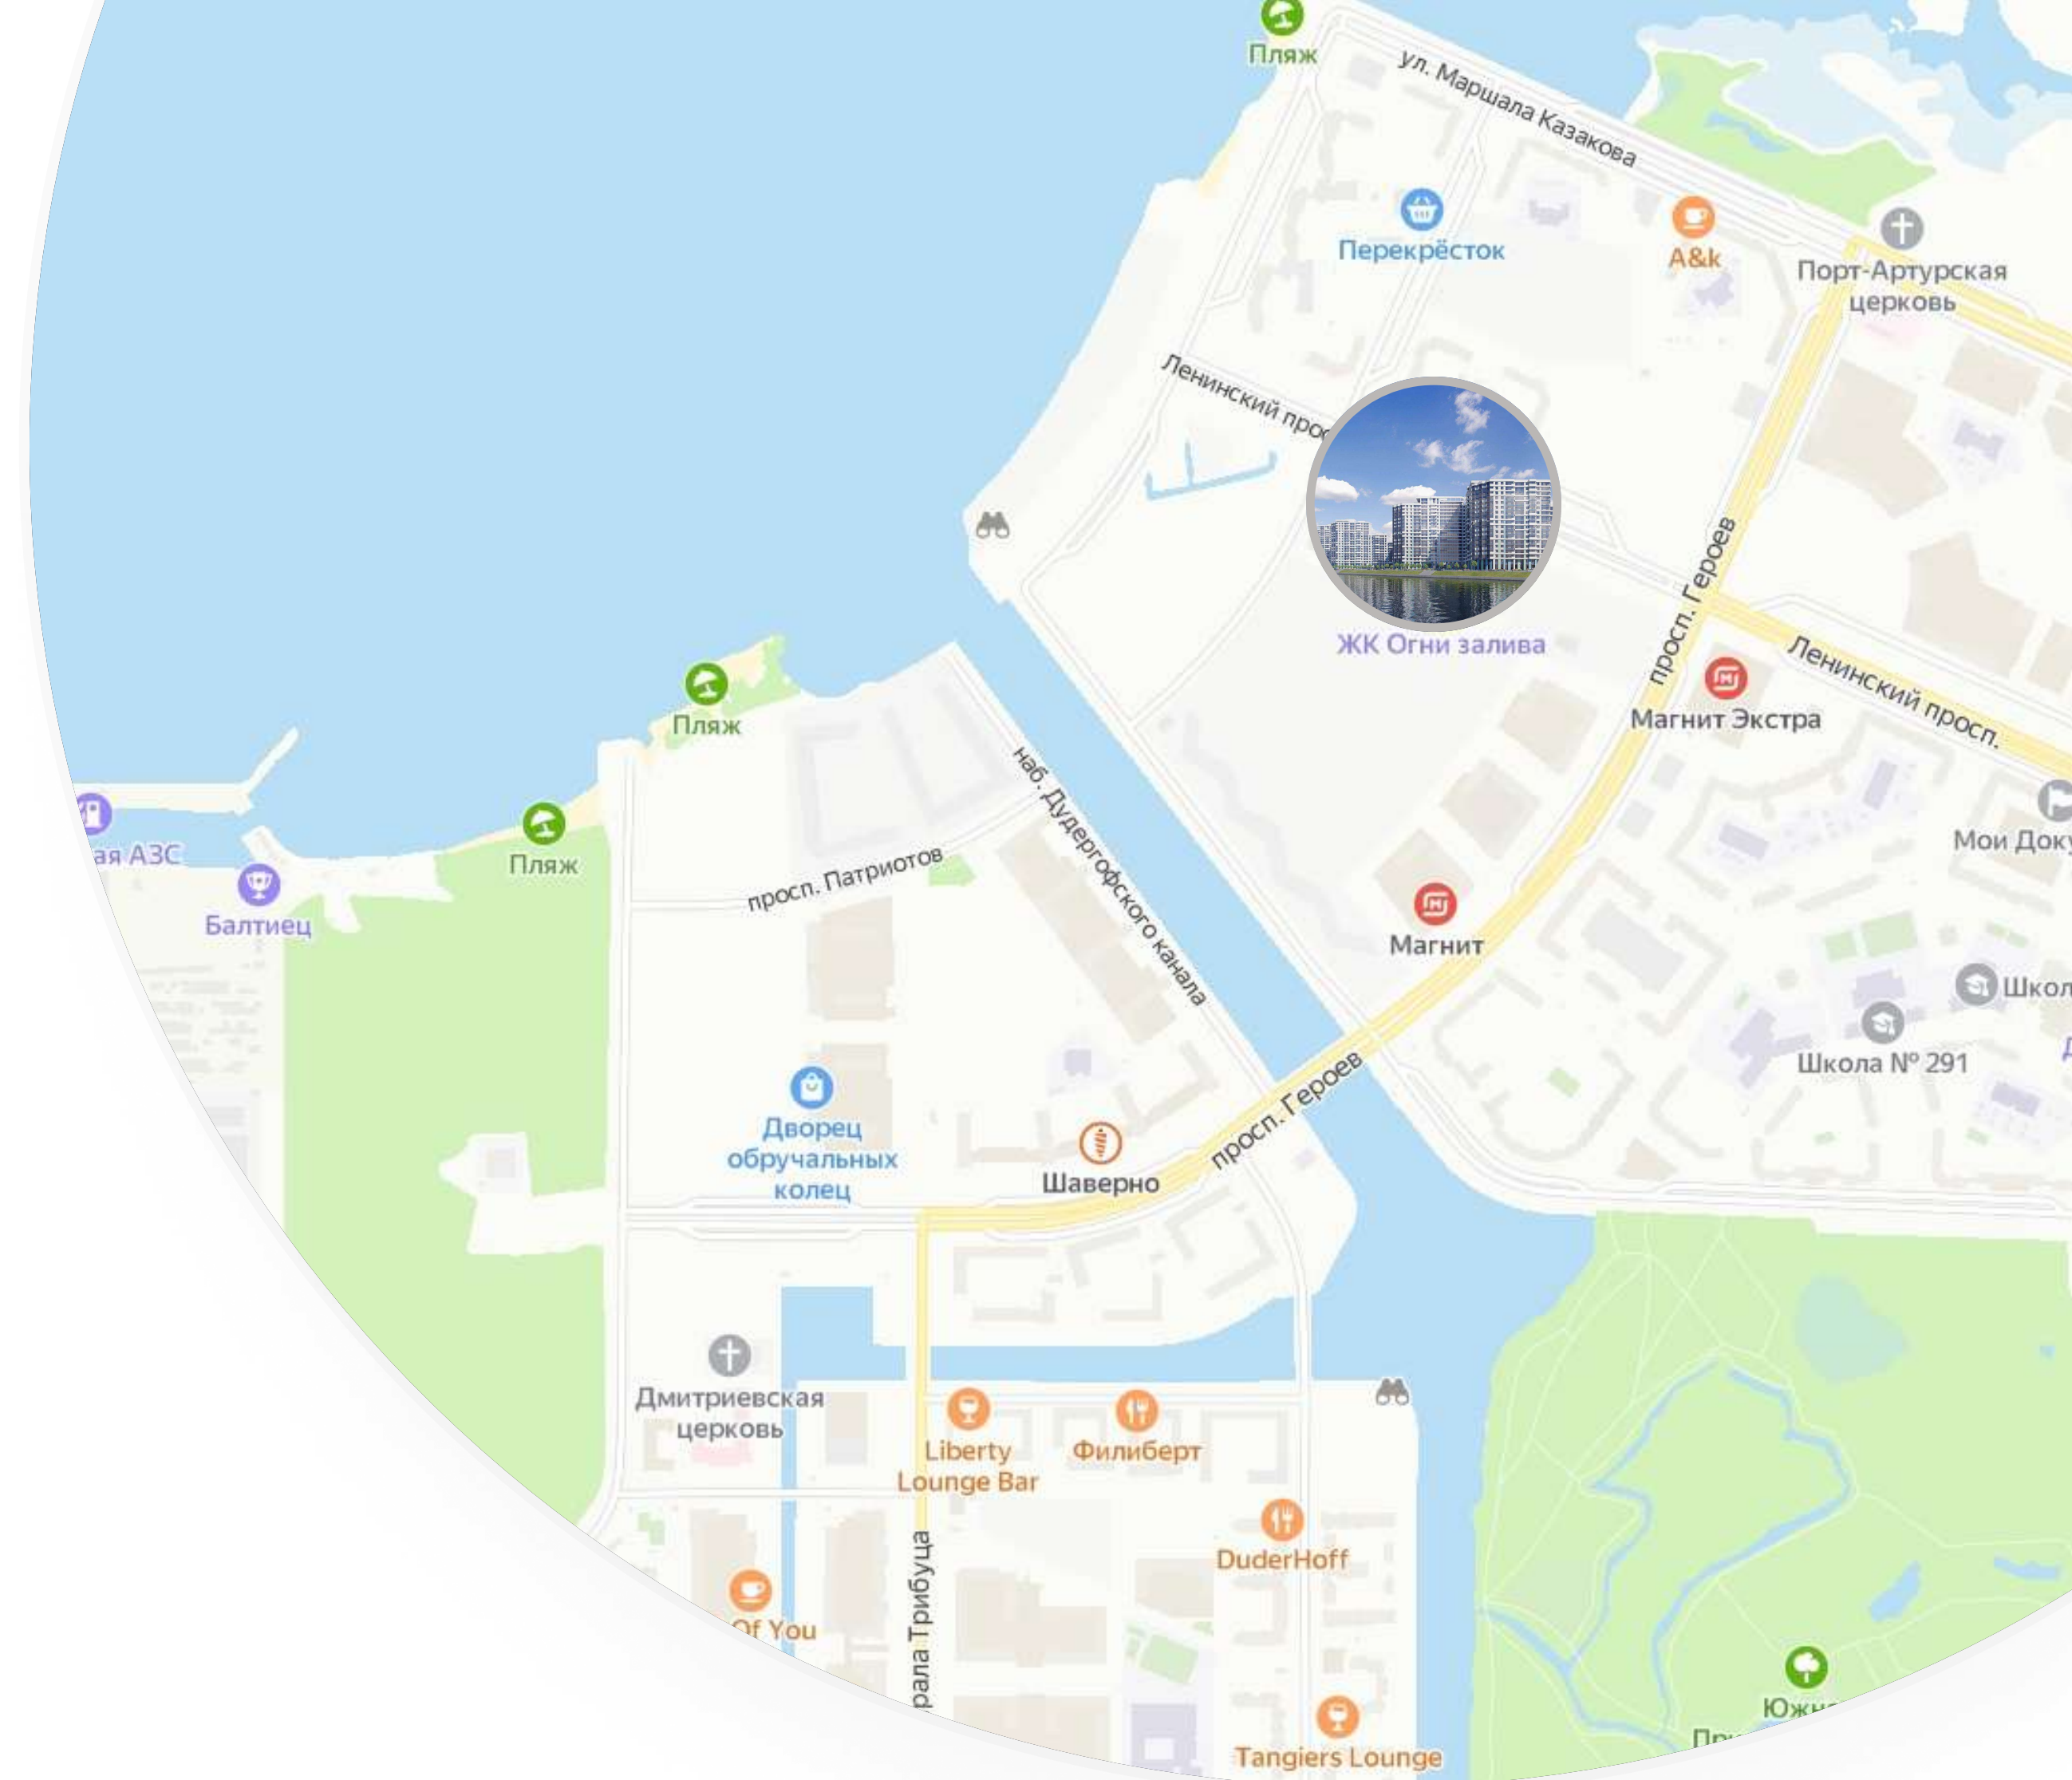 Пляж
ул. Маршала Казакова
Перекрёсток
A&k
Порт-Артурская
церковь
Ленинский
просп. Героев
ЖК Огни залива
Ленинский просп.
Магнит Экстра
Пляж
наб. Дудергофского канала
АЗС
Пляж
Мои
просп. Патриотов
Балтиец
Магнит
Школа № 291
просп. Героев
Дворец
обручальных
колец
Шаверно
Дмитриевская
церковь
Liberty
Lounge Bar
Филиберт
DuderHoff
Трибуца
Of You
Tangiers Lounge